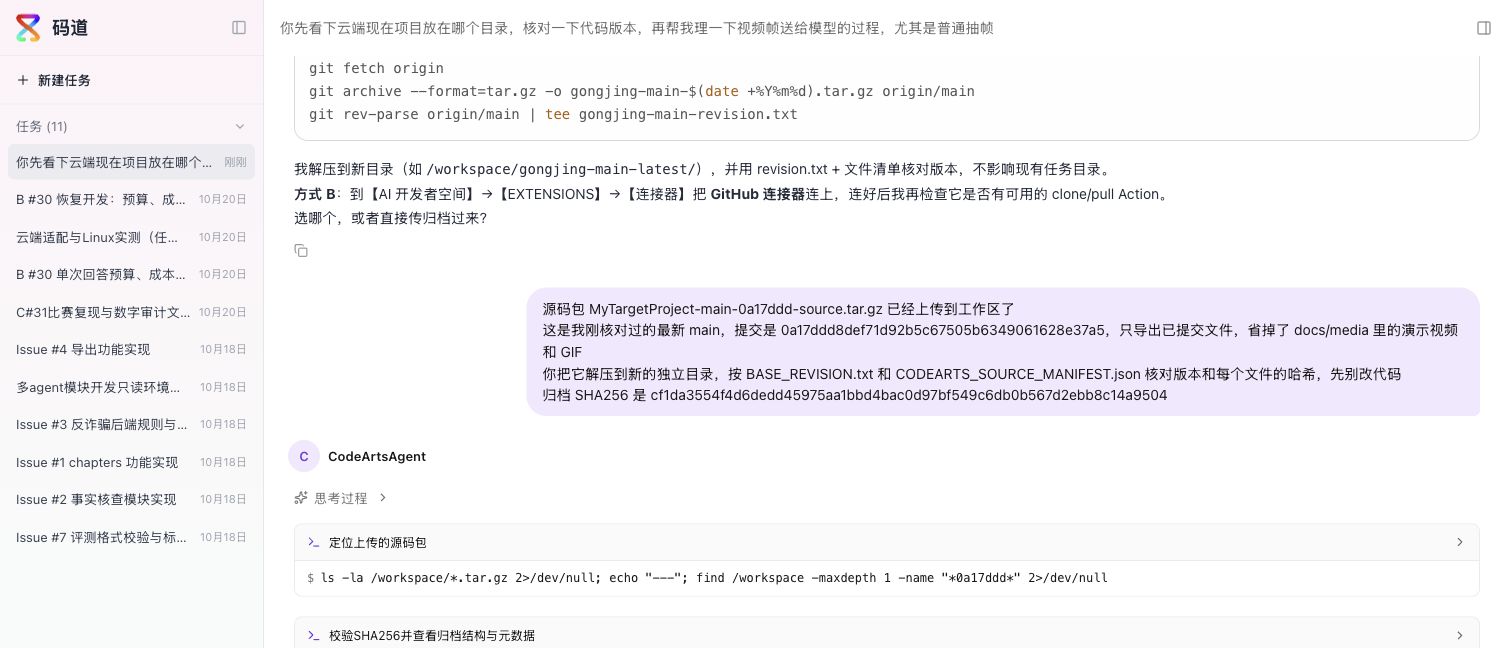 码道
新建任务
任务 (11)
你先看下云端现在项目放在哪个... 刚刚
B #30 恢复开发：预算、成... 10月20日
云端适配与Linux实测（任... 10月20日
B #30 单次回答预算、成本... 10月20日
C#31比赛复现与数字审计文... 10月20日
Issue #4 导出功能实现 10月18日
多agent模块开发只读环境... 10月18日
Issue #3 反诈骗后端规则与... 10月18日
Issue #1 chapters 功能实现 10月18日
Issue #2 事实核查模块实现 10月18日
Issue #7 评测格式校验与标... 10月18日
你先看下云端现在项目放在哪个目录，核对一下代码版本，再帮我理一下视频帧送给模型的过程，尤其是普通抽帧
git fetch origin
git archive --format=tar.gz -o gongjing-main-$(date +%Y%m%d).tar.gz origin/main
git rev-parse origin/main | tee gongjing-main-revision.txt
我解压到新目录（如 /workspace/gongjing-main-latest/），并用 revision.txt + 文件清单核对版本，不影响现有任务目录。
方式 B：到【AI 开发者空间】→【EXTENSIONS】→【连接器】把 GitHub 连接器连上，连好后我再检查它是否有可用的 clone/pull Action。
选哪个，或者直接传归档过来？
源码包 MyTargetProject-main-0a17ddd-source.tar.gz 已经上传到工作区了
这是我刚核对过的最新 main，提交是 0a17ddd8def71d92b5c67505b6349061628e37a5，只导出已提交文件，省掉了 docs/media 里的演示视频
和 GIF
你把它解压到新的独立目录，按 BASE_REVISION.txt 和 CODEARTS_SOURCE_MANIFEST.json 核对版本和每个文件的哈希，先别改代码
归档 SHA256 是 cf1da3554f4d6dedd45975aa1bbd4bac0d97bf549c6db0b567d2ebb8c14a9504
C CodeArtsAgent
思考过程
定位上传的源码包
$ ls -la /workspace/*.tar.gz 2>/dev/null; echo "---"; find /workspace -maxdepth 1 -name "*0a17ddd*" 2>/dev/null
校验SHA256并查看归档结构与元数据